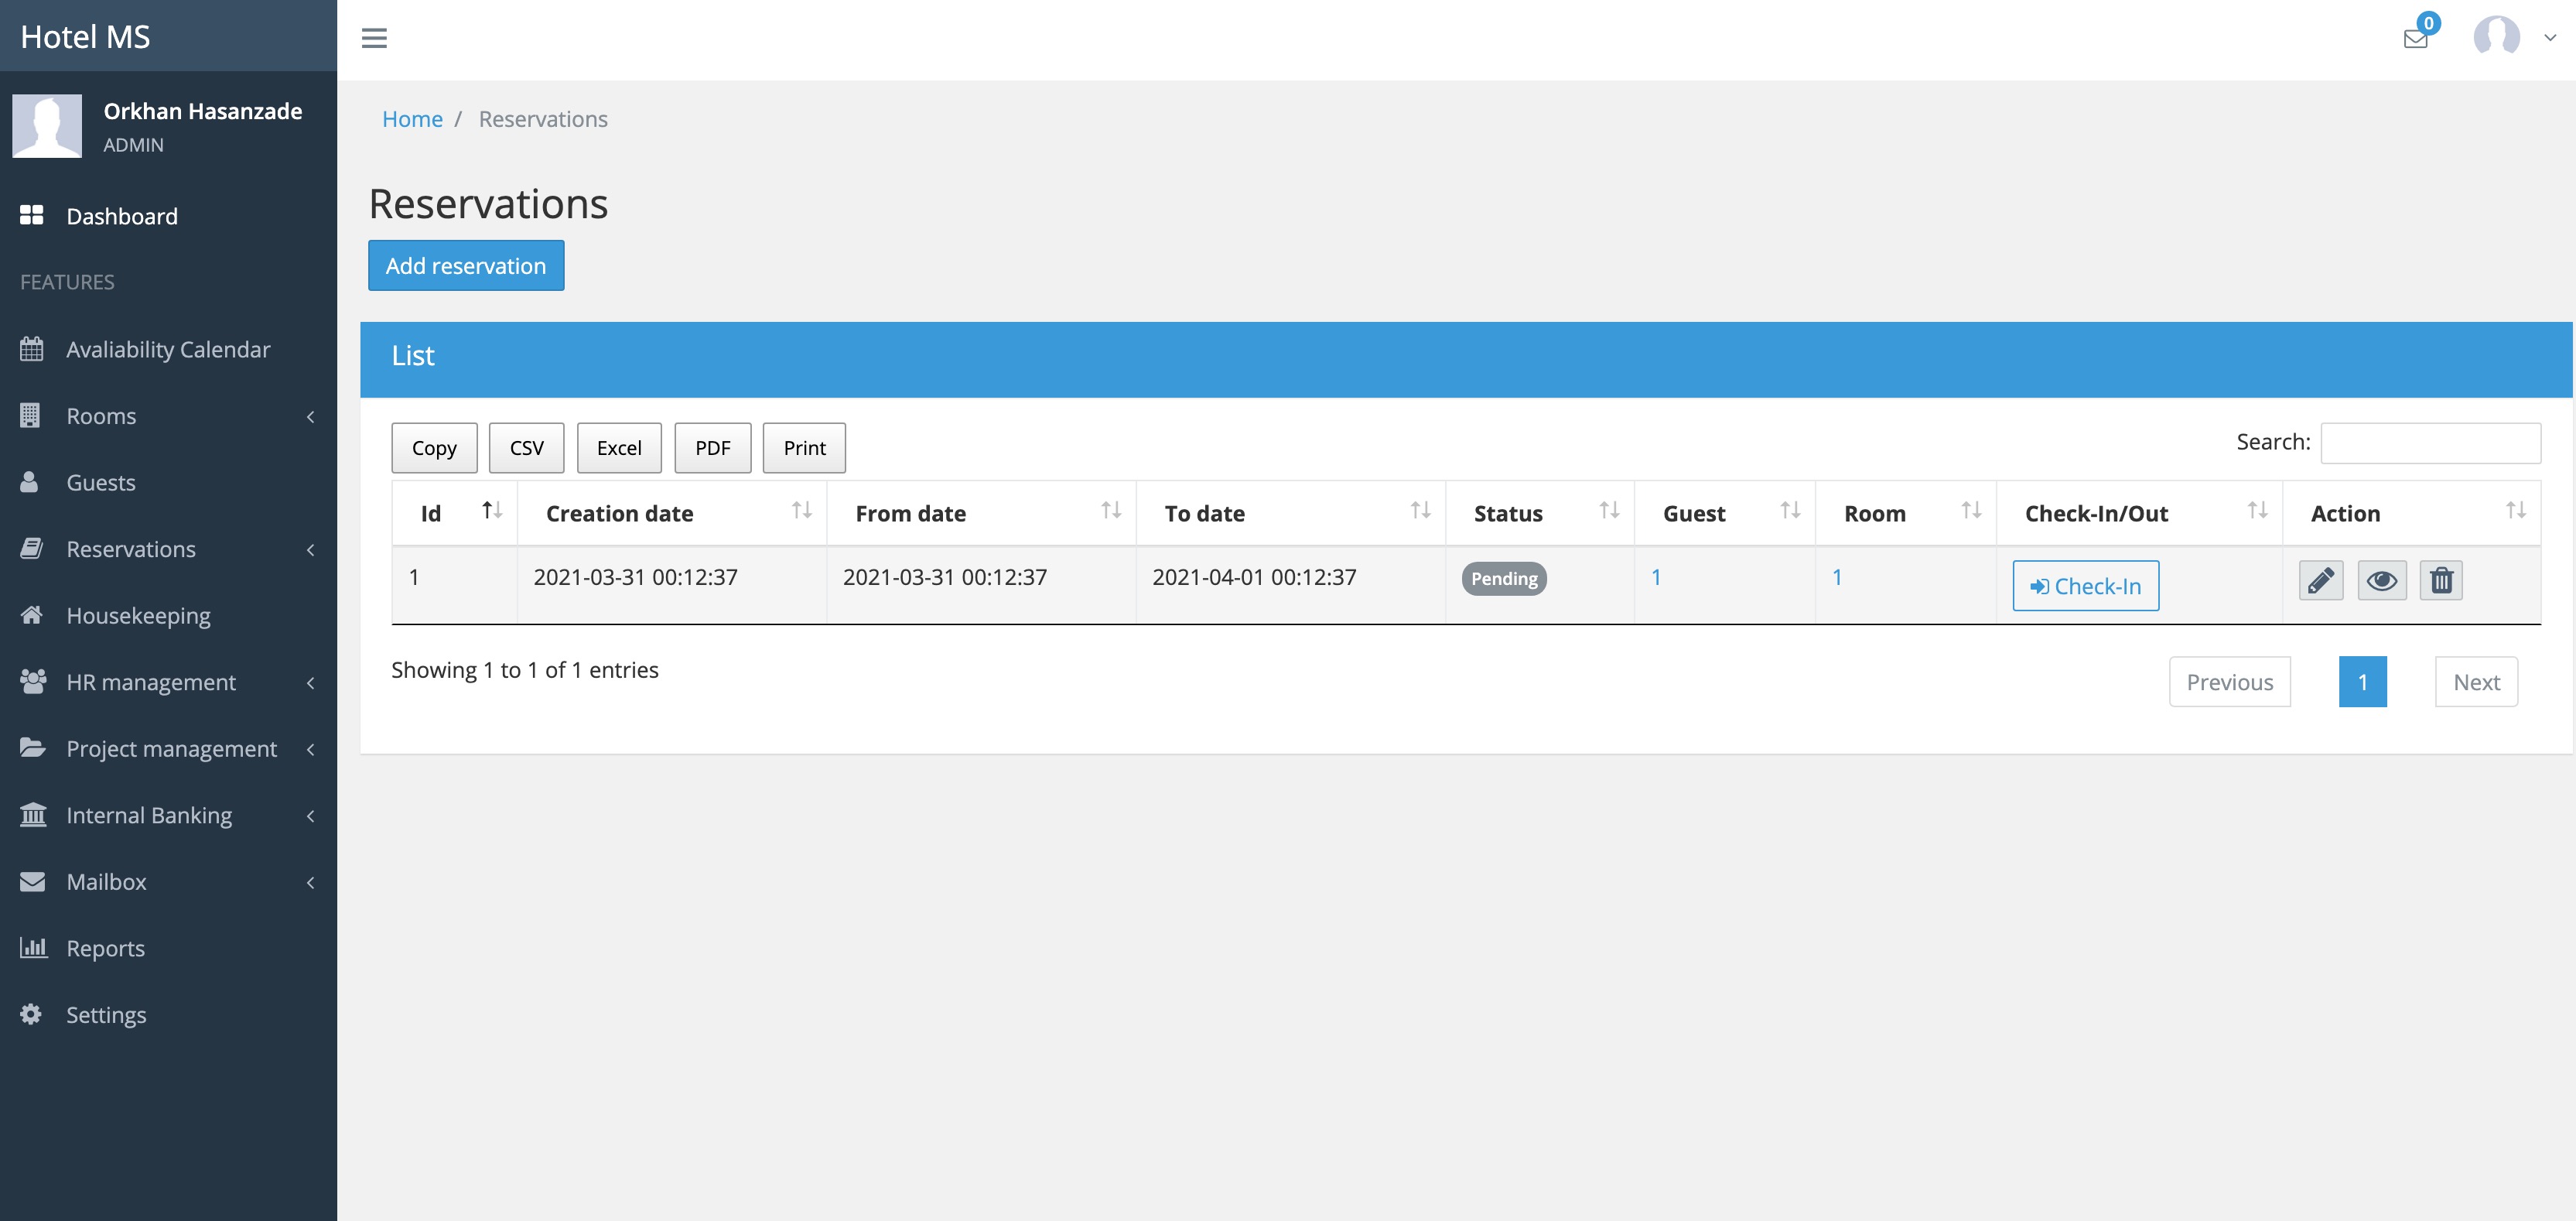 Hotel MS
0
Orkhan Hasanzade
ADMIN
Dashboard
FEATURES
Avaliability Calendar
Rooms
Guests
Reservations
Housekeeping
HR management
Project management
Internal Banking
Mailbox
Reports
Settings
Home / Reservations
Reservations
Add reservation
List
Copy CSV Excel PDF Print Search:
Id Creation date From date To date Status Guest Room Check-In/Out Action
1 2021-03-31 00:12:37 2021-03-31 00:12:37 2021-04-01 00:12:37 Pending 1 1 Check-In
Showing 1 to 1 of 1 entries Previous 1 Next